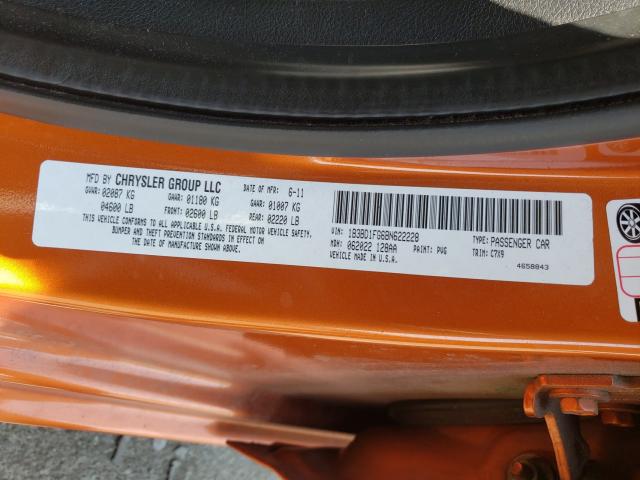 MFD BY CHRYSLER GROUP LLC DATE OF MFR: 6-11
GVWR: 02087 KG GAWR: 01180 KG GAWR: 01007 KG
04600 LB FRONT: 02600 LB REAR: 02220 LB
THIS VEHICLE CONFORMS TO ALL APPLICABLE U.S.A. FEDERAL MOTOR VEHICLE SAFETY,
BUMPER AND THEFT PREVENTION STANDARDS IN EFFECT ON
THE DATE OF MANUFACTURE SHOWN ABOVE.
VIN: 1B3BD1FG6BN622228 TYPE: PASSENGER CAR
MDH: 062022 128AA PAINT: PVG TRIM: C7X9
VEHICLE MADE IN U.S.A. 4658843